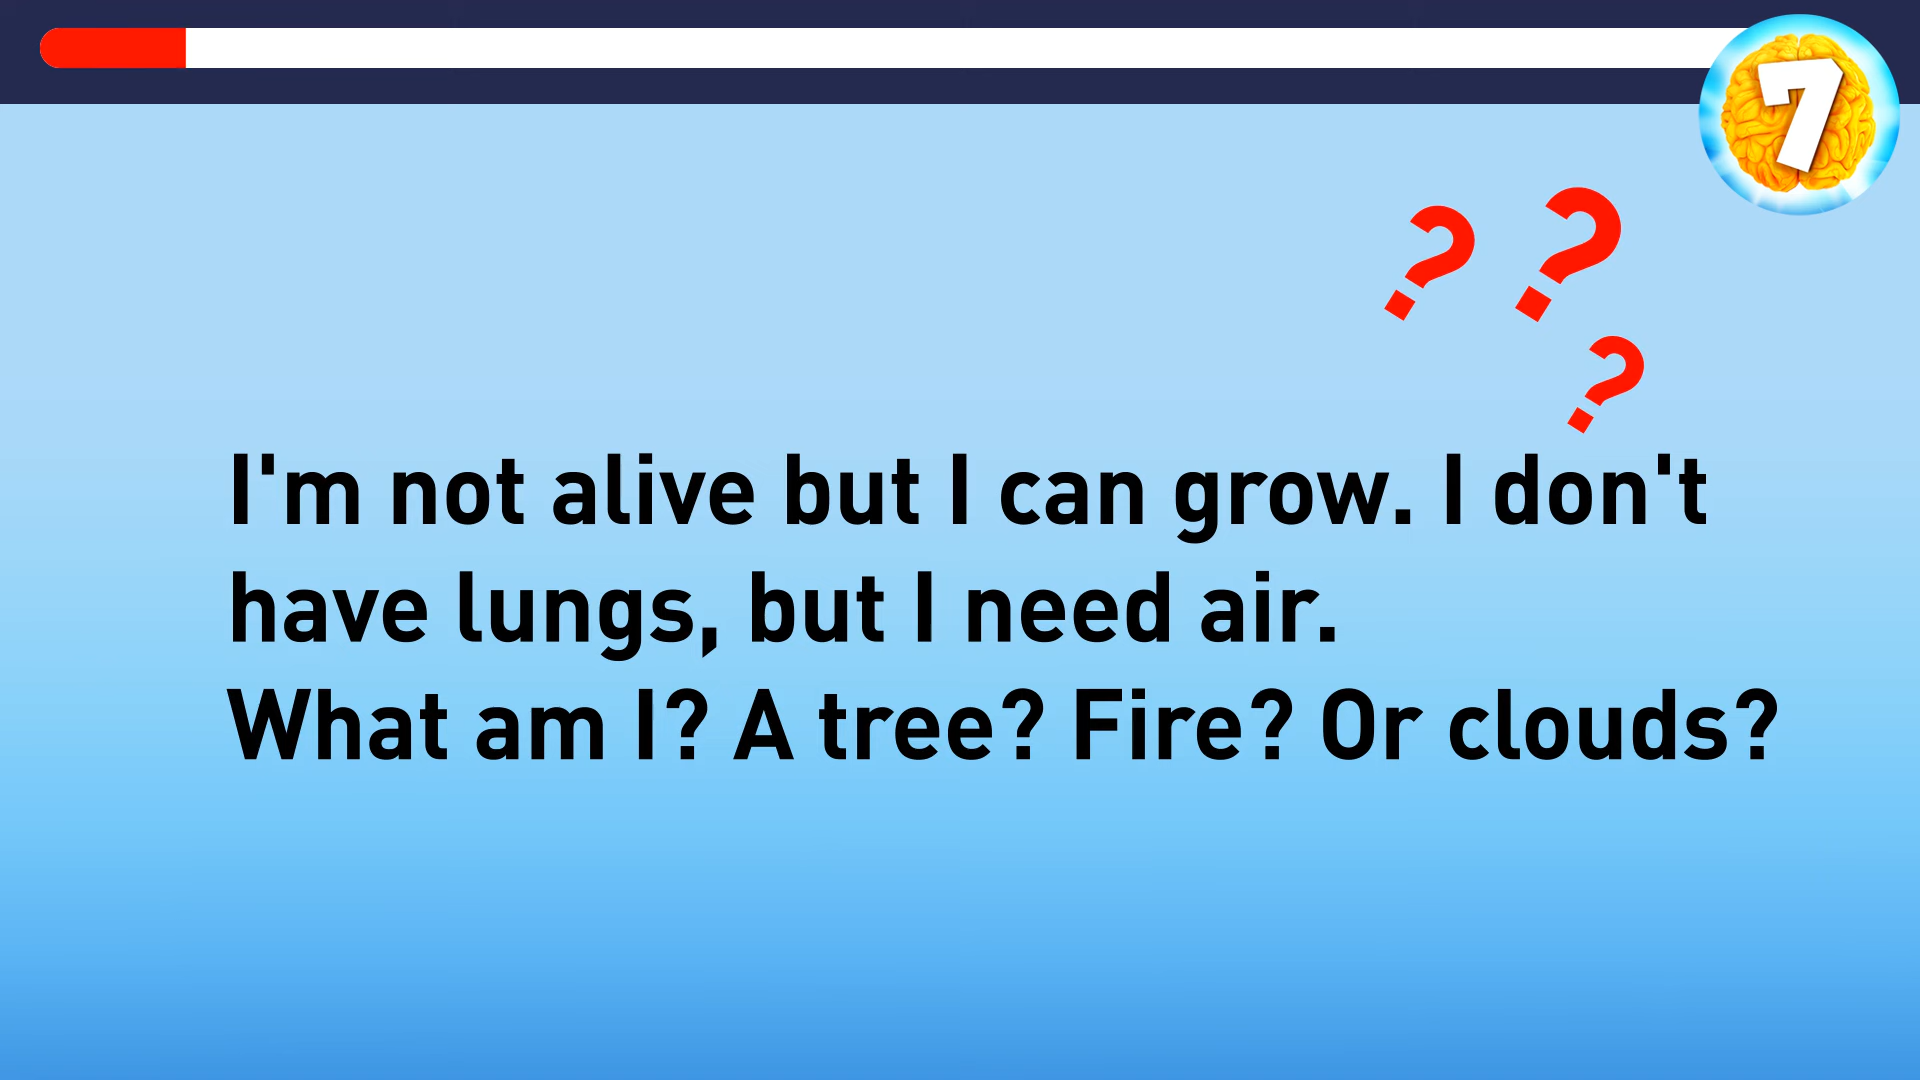 7
? ?
?
I'm not alive but I can grow. I don't
have lungs, but I need air.
What am I? A tree? Fire? Or clouds?